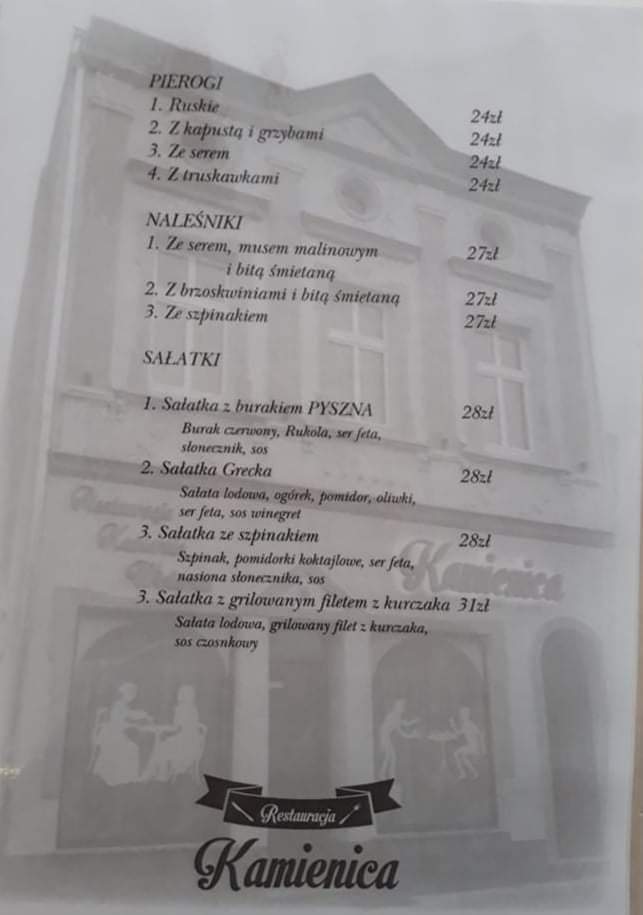 PIEROGI
1. Ruskie 24zł
2. Z kapustą i grzybami 24zł
3. Ze serem 24zł
4. Z truskawkami 24zł
NALEŚNIKI
1. Ze serem, musem malinowym 27zł
i bitą śmietaną
2. Z brzoskwiniami i bitą śmietaną 27zł
3. Ze szpinakiem 27zł
SAŁATKI
1. Sałatka z burakiem PYSZNA 28zł
Burak czerwony, Rukola, ser feta,
słonecznik, sos
2. Sałatka Grecka 28zł
Sałata lodowa, ogórek, pomidor, oliwki,
ser feta, sos winegret
3. Sałatka ze szpinakiem 28zł
Szpinak, pomidorki koktajlowe, ser feta,
nasiona słonecznika, sos
3. Sałatka z grilowanym filetem z kurczaka 31zł
Sałata lodowa, grilowany filet z kurczaka,
sos czosnkowy
Kamienica
Restauracja
Kamienica